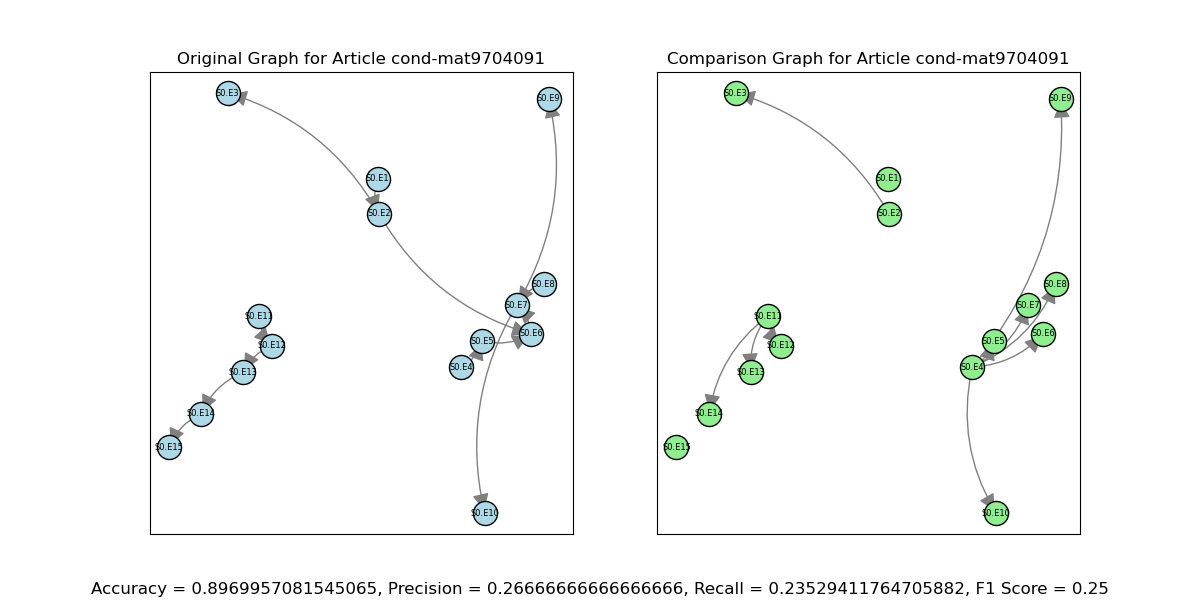 Original Graph for Article cond-mat9704091
Comparison Graph for Article cond-mat9704091
S0.E3
S0.E9
S0.E1
S0.E2
S0.E8
S0.E7
S0.E11
S0.E6
S0.E5
S0.E12
S0.E4
S0.E13
S0.E14
S0.E15
S0.E10
S0.E3
S0.E9
S0.E1
S0.E2
S0.E8
S0.E7
S0.E11
S0.E6
S0.E5
S0.E12
S0.E4
S0.E13
S0.E14
S0.E15
S0.E10
Accuracy = 0.8969957081545065, Precision = 0.26666666666666666, Recall = 0.23529411764705882, F1 Score = 0.25